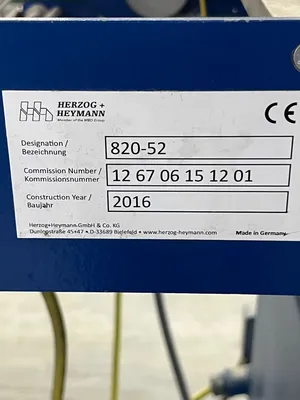 HERZOG +
HEYMANN
Member of the MBO Group
CE
Designation /
Bezeichnung
820-52
Commission Number /
Kommissionsnummer
12 67 06 15 12 01
Construction Year /
Baujahr
2016
Herzog+Heymann GmbH & Co. KG
45+47 • D-33689 Bielefeld • www.herzog-heymann.com
Made in Germany